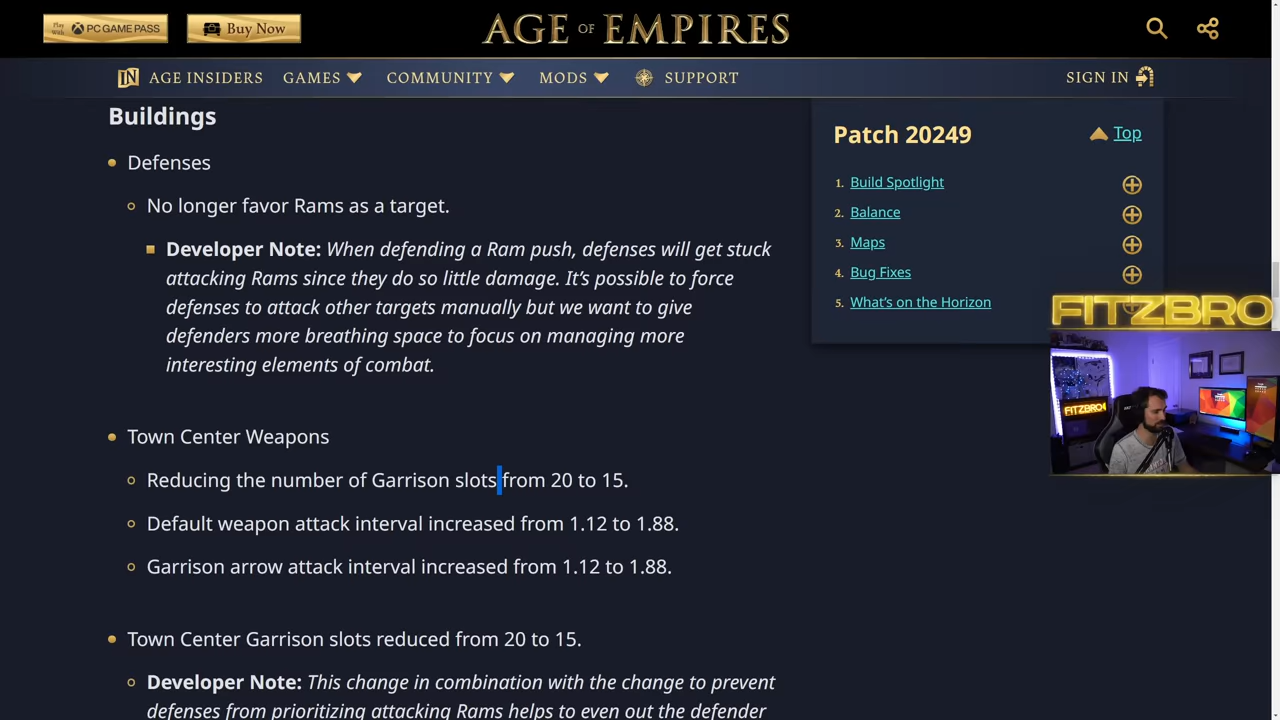 Play With
PC GAME PASS
Buy Now
AGE OF EMPIRES
IN AGE INSIDERS
GAMES
COMMUNITY
MODS
SUPPORT
SIGN IN
Buildings
Defenses
No longer favor Rams as a target.
Developer Note: When defending a Ram push, defenses will get stuck
attacking Rams since they do so little damage. It's possible to force
defenses to attack other targets manually but we want to give
defenders more breathing space to focus on managing more
interesting elements of combat.
Town Center Weapons
Reducing the number of Garrison slots from 20 to 15.
Default weapon attack interval increased from 1.12 to 1.88.
Garrison arrow attack interval increased from 1.12 to 1.88.
Town Center Garrison slots reduced from 20 to 15.
Developer Note: This change in combination with the change to prevent
defenses from prioritizing attacking Rams helps to even out the defender
Patch 20249
Top
1. Build Spotlight
2. Balance
3. Maps
4. Bug Fixes
5. What's on the Horizon
FITZBRO
FITZBRO